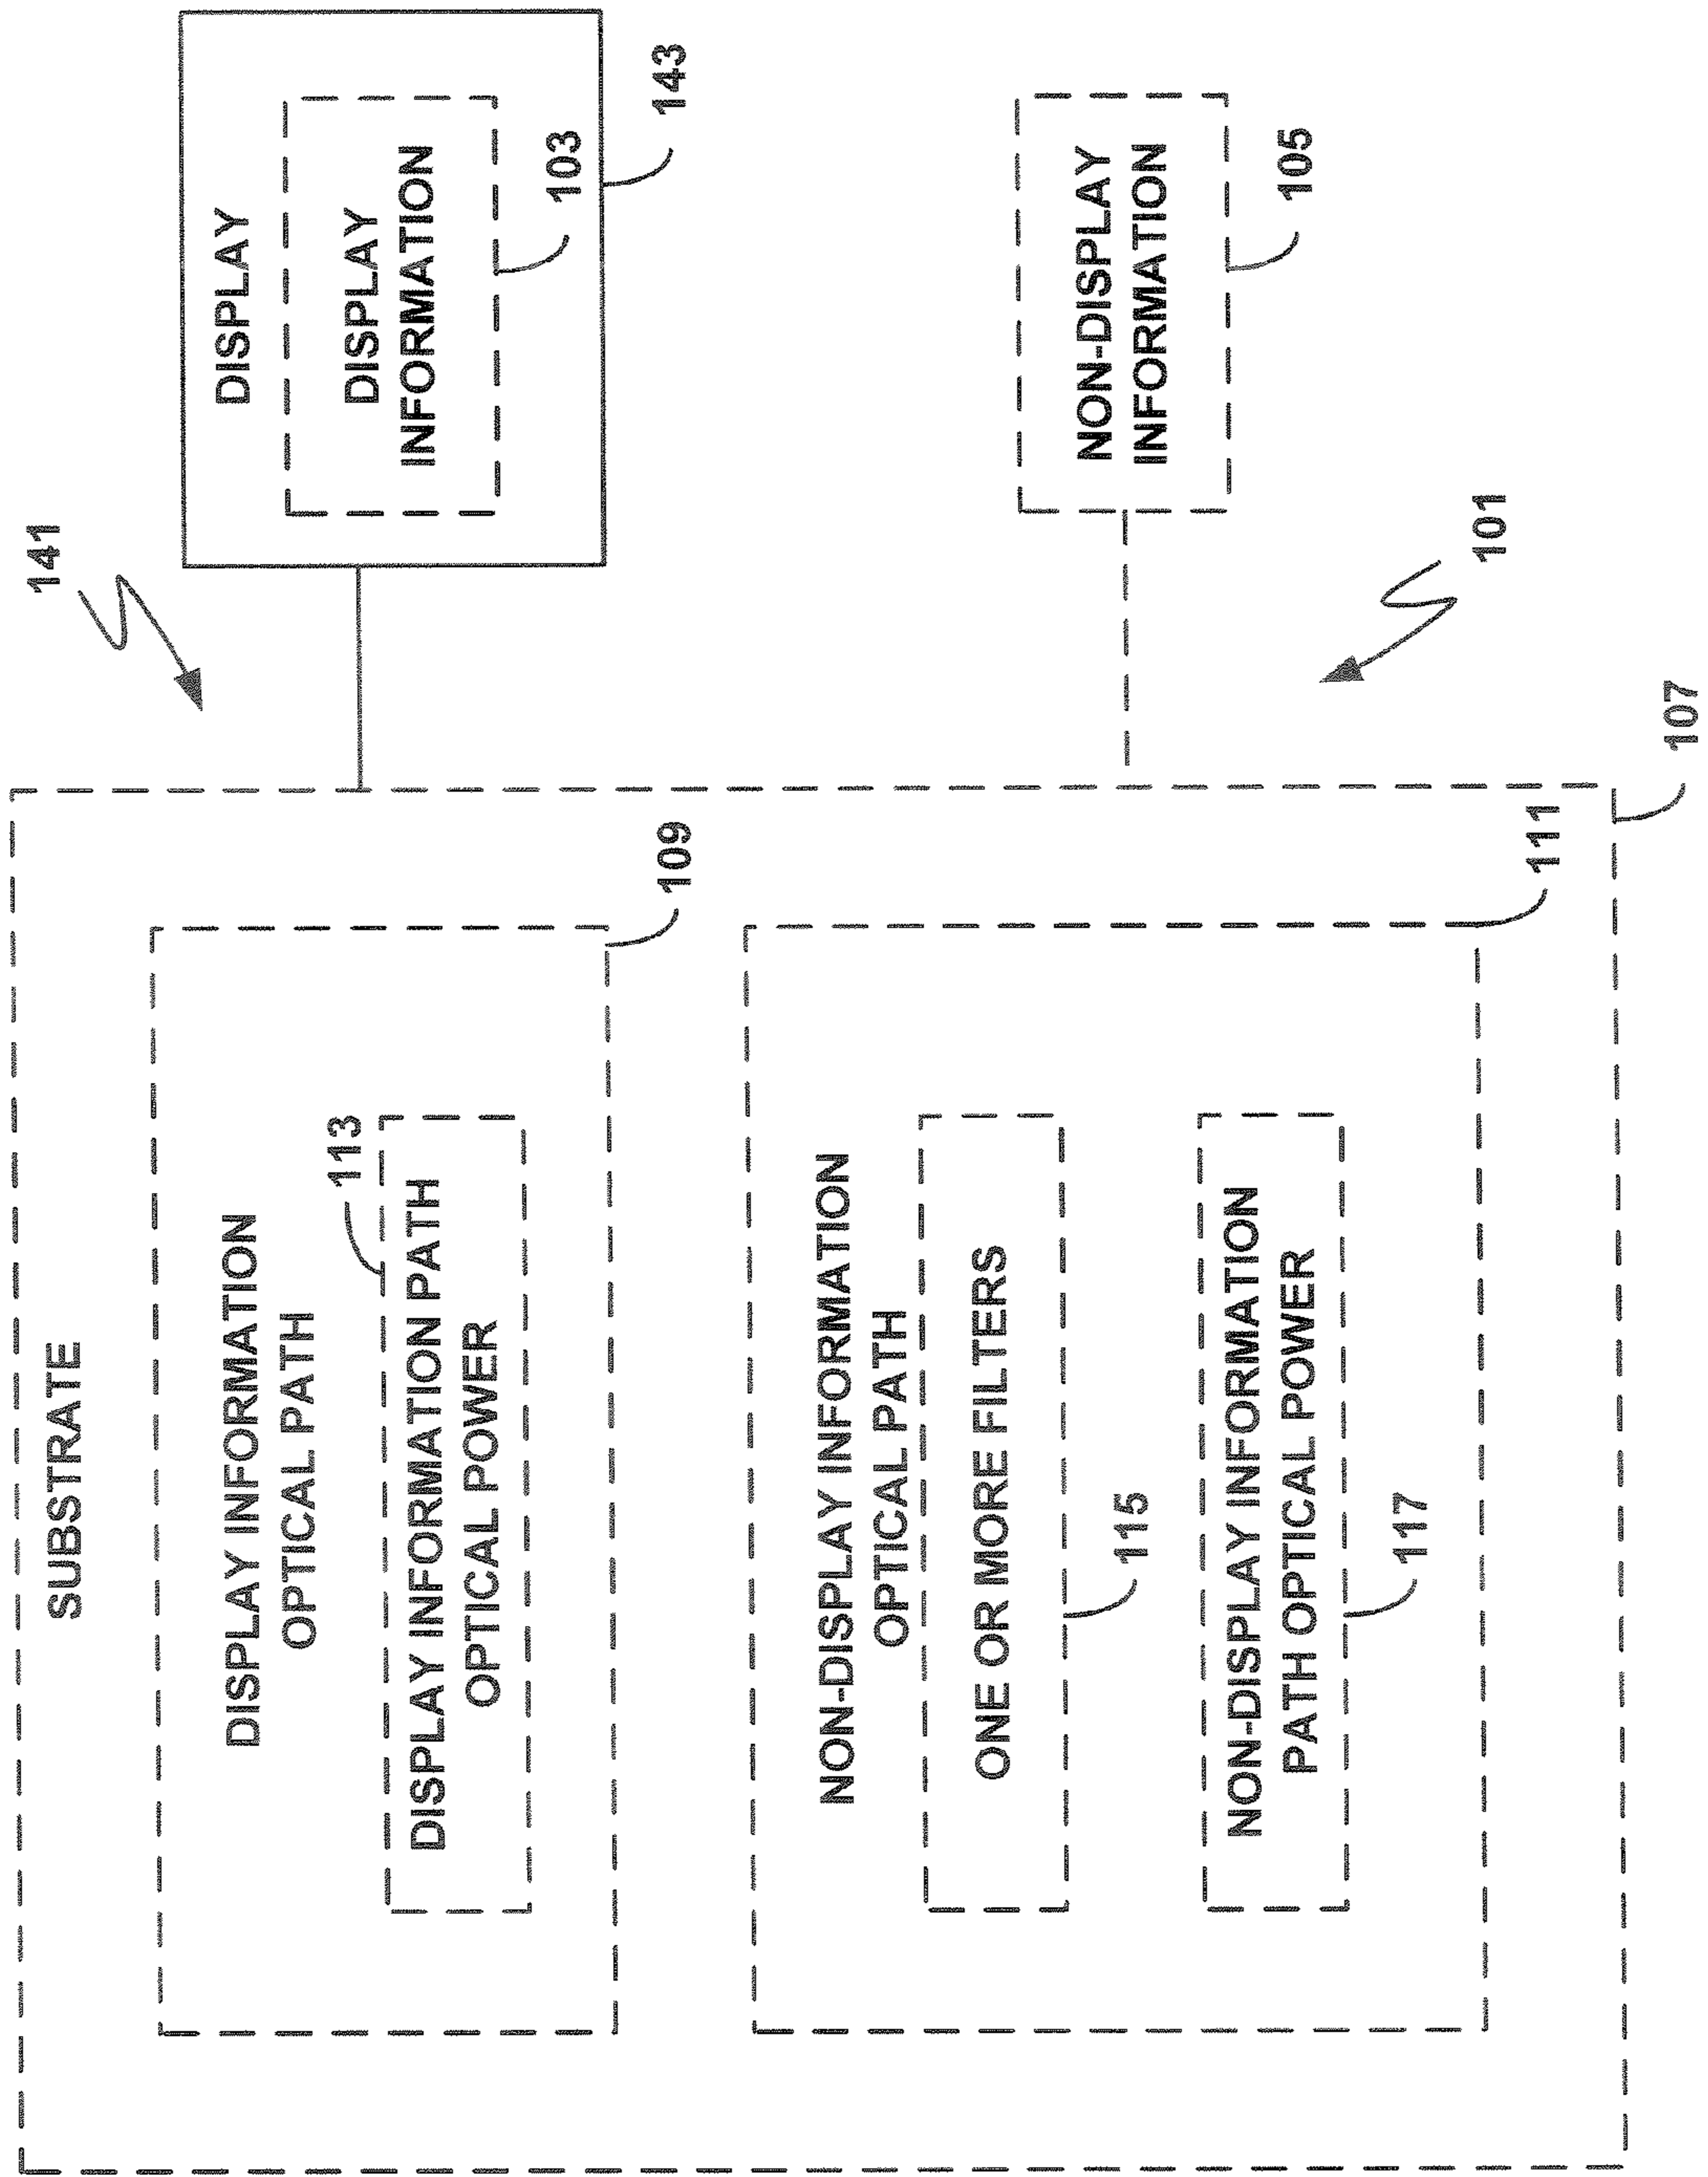 SUBSTRATE
DISPLAY INFORMATION
OPTICAL PATH
113
DISPLAY INFORMATION PATH
OPTICAL POWER
109
NON-DISPLAY INFORMATION
OPTICAL PATH
ONE OR MORE FILTERS
115
NON-DISPLAY INFORMATION
PATH OPTICAL POWER
117
111
107
141
DISPLAY
DISPLAY
INFORMATION
103
143
NON-DISPLAY
INFORMATION
105
101